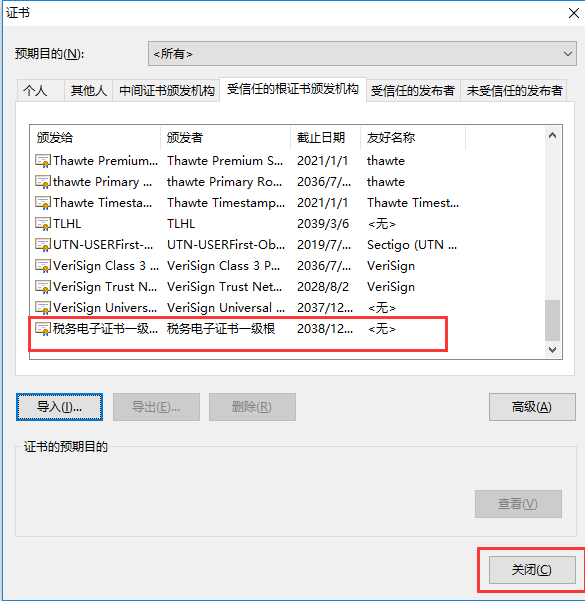 证书
预期目的(N):
<所有>
个人 其他人 中间证书颁发机构 受信任的根证书颁发机构 受信任的发布者 未受信任的发布者
颁发给 颁发者 截止日期 友好名称
Thawte Premium... Thawte Premium S... 2021/1/1 thawte
thawte Primary ... thawte Primary Ro... 2036/7/... thawte
Thawte Timesta... Thawte Timestamp... 2021/1/1 Thawte Timest...
TLHL TLHL 2039/3/6 <无>
UTN-USERFirst-... UTN-USERFirst-Ob... 2019/7/... Sectigo (UTN ...
VeriSign Class 3 ... VeriSign Class 3 P... 2036/7/... VeriSign
VeriSign Trust N... VeriSign Trust Net... 2028/8/2 VeriSign
VeriSign Univers... VeriSign Universal ... 2037/12... <无>
税务电子证书一级... 税务电子证书一级根 2038/12... <无>
导入(I)... 导出(E)... 删除(R) 高级(A)
证书的预期目的
查看(V)
关闭(C)